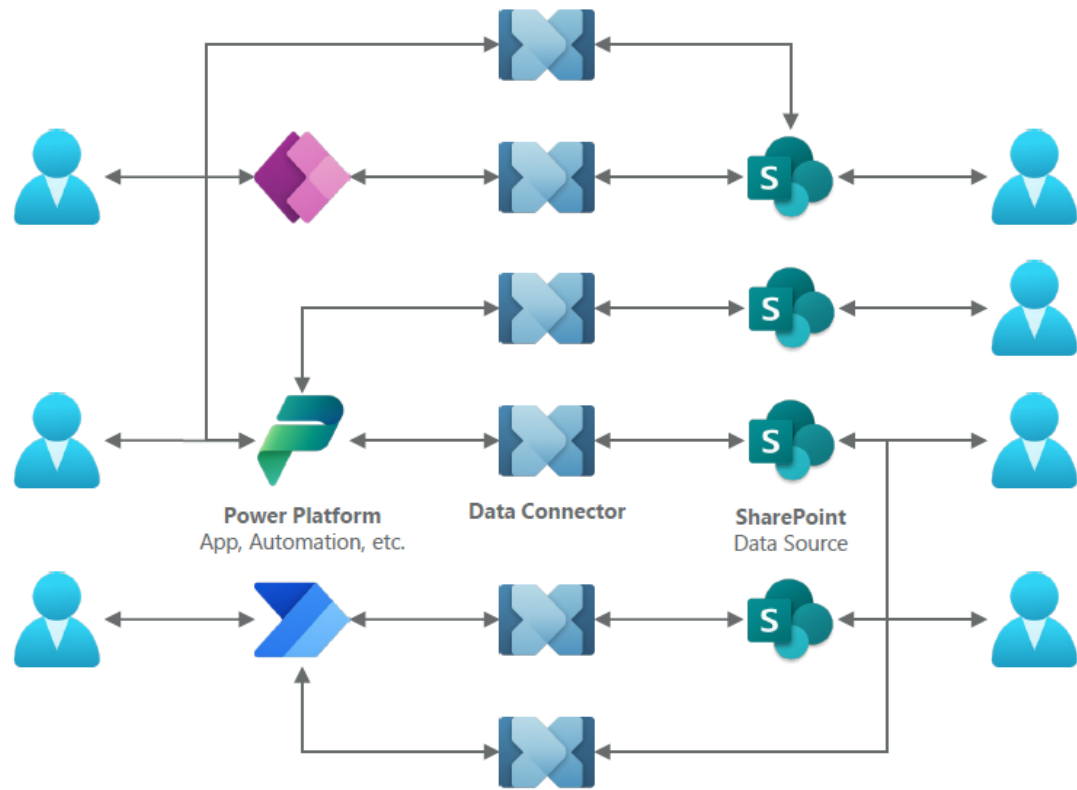 S
S
S
Power Platform
App, Automation, etc.
Data Connector
SharePoint
Data Source
S